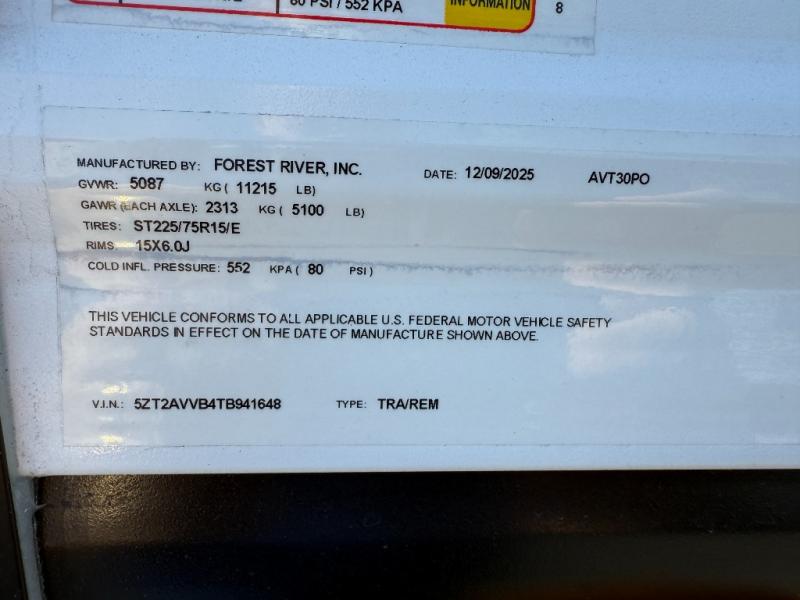 80 PSI / 552 KPA
INFORMATION
8
MANUFACTURED BY: FOREST RIVER, INC. DATE: 12/09/2025 AVT30PO
GVWR: 5087 KG ( 11215 LB)
GAWR (EACH AXLE): 2313 KG ( 5100 LB)
TIRES: ST225/75R15/E
RIMS: 15X6.0J
COLD INFL. PRESSURE: 552 KPA ( 80 PSI )
THIS VEHICLE CONFORMS TO ALL APPLICABLE U.S. FEDERAL MOTOR VEHICLE SAFETY
STANDARDS IN EFFECT ON THE DATE OF MANUFACTURE SHOWN ABOVE.
V.I.N.: 5ZT2AVVB4TB941648 TYPE: TRA/REM